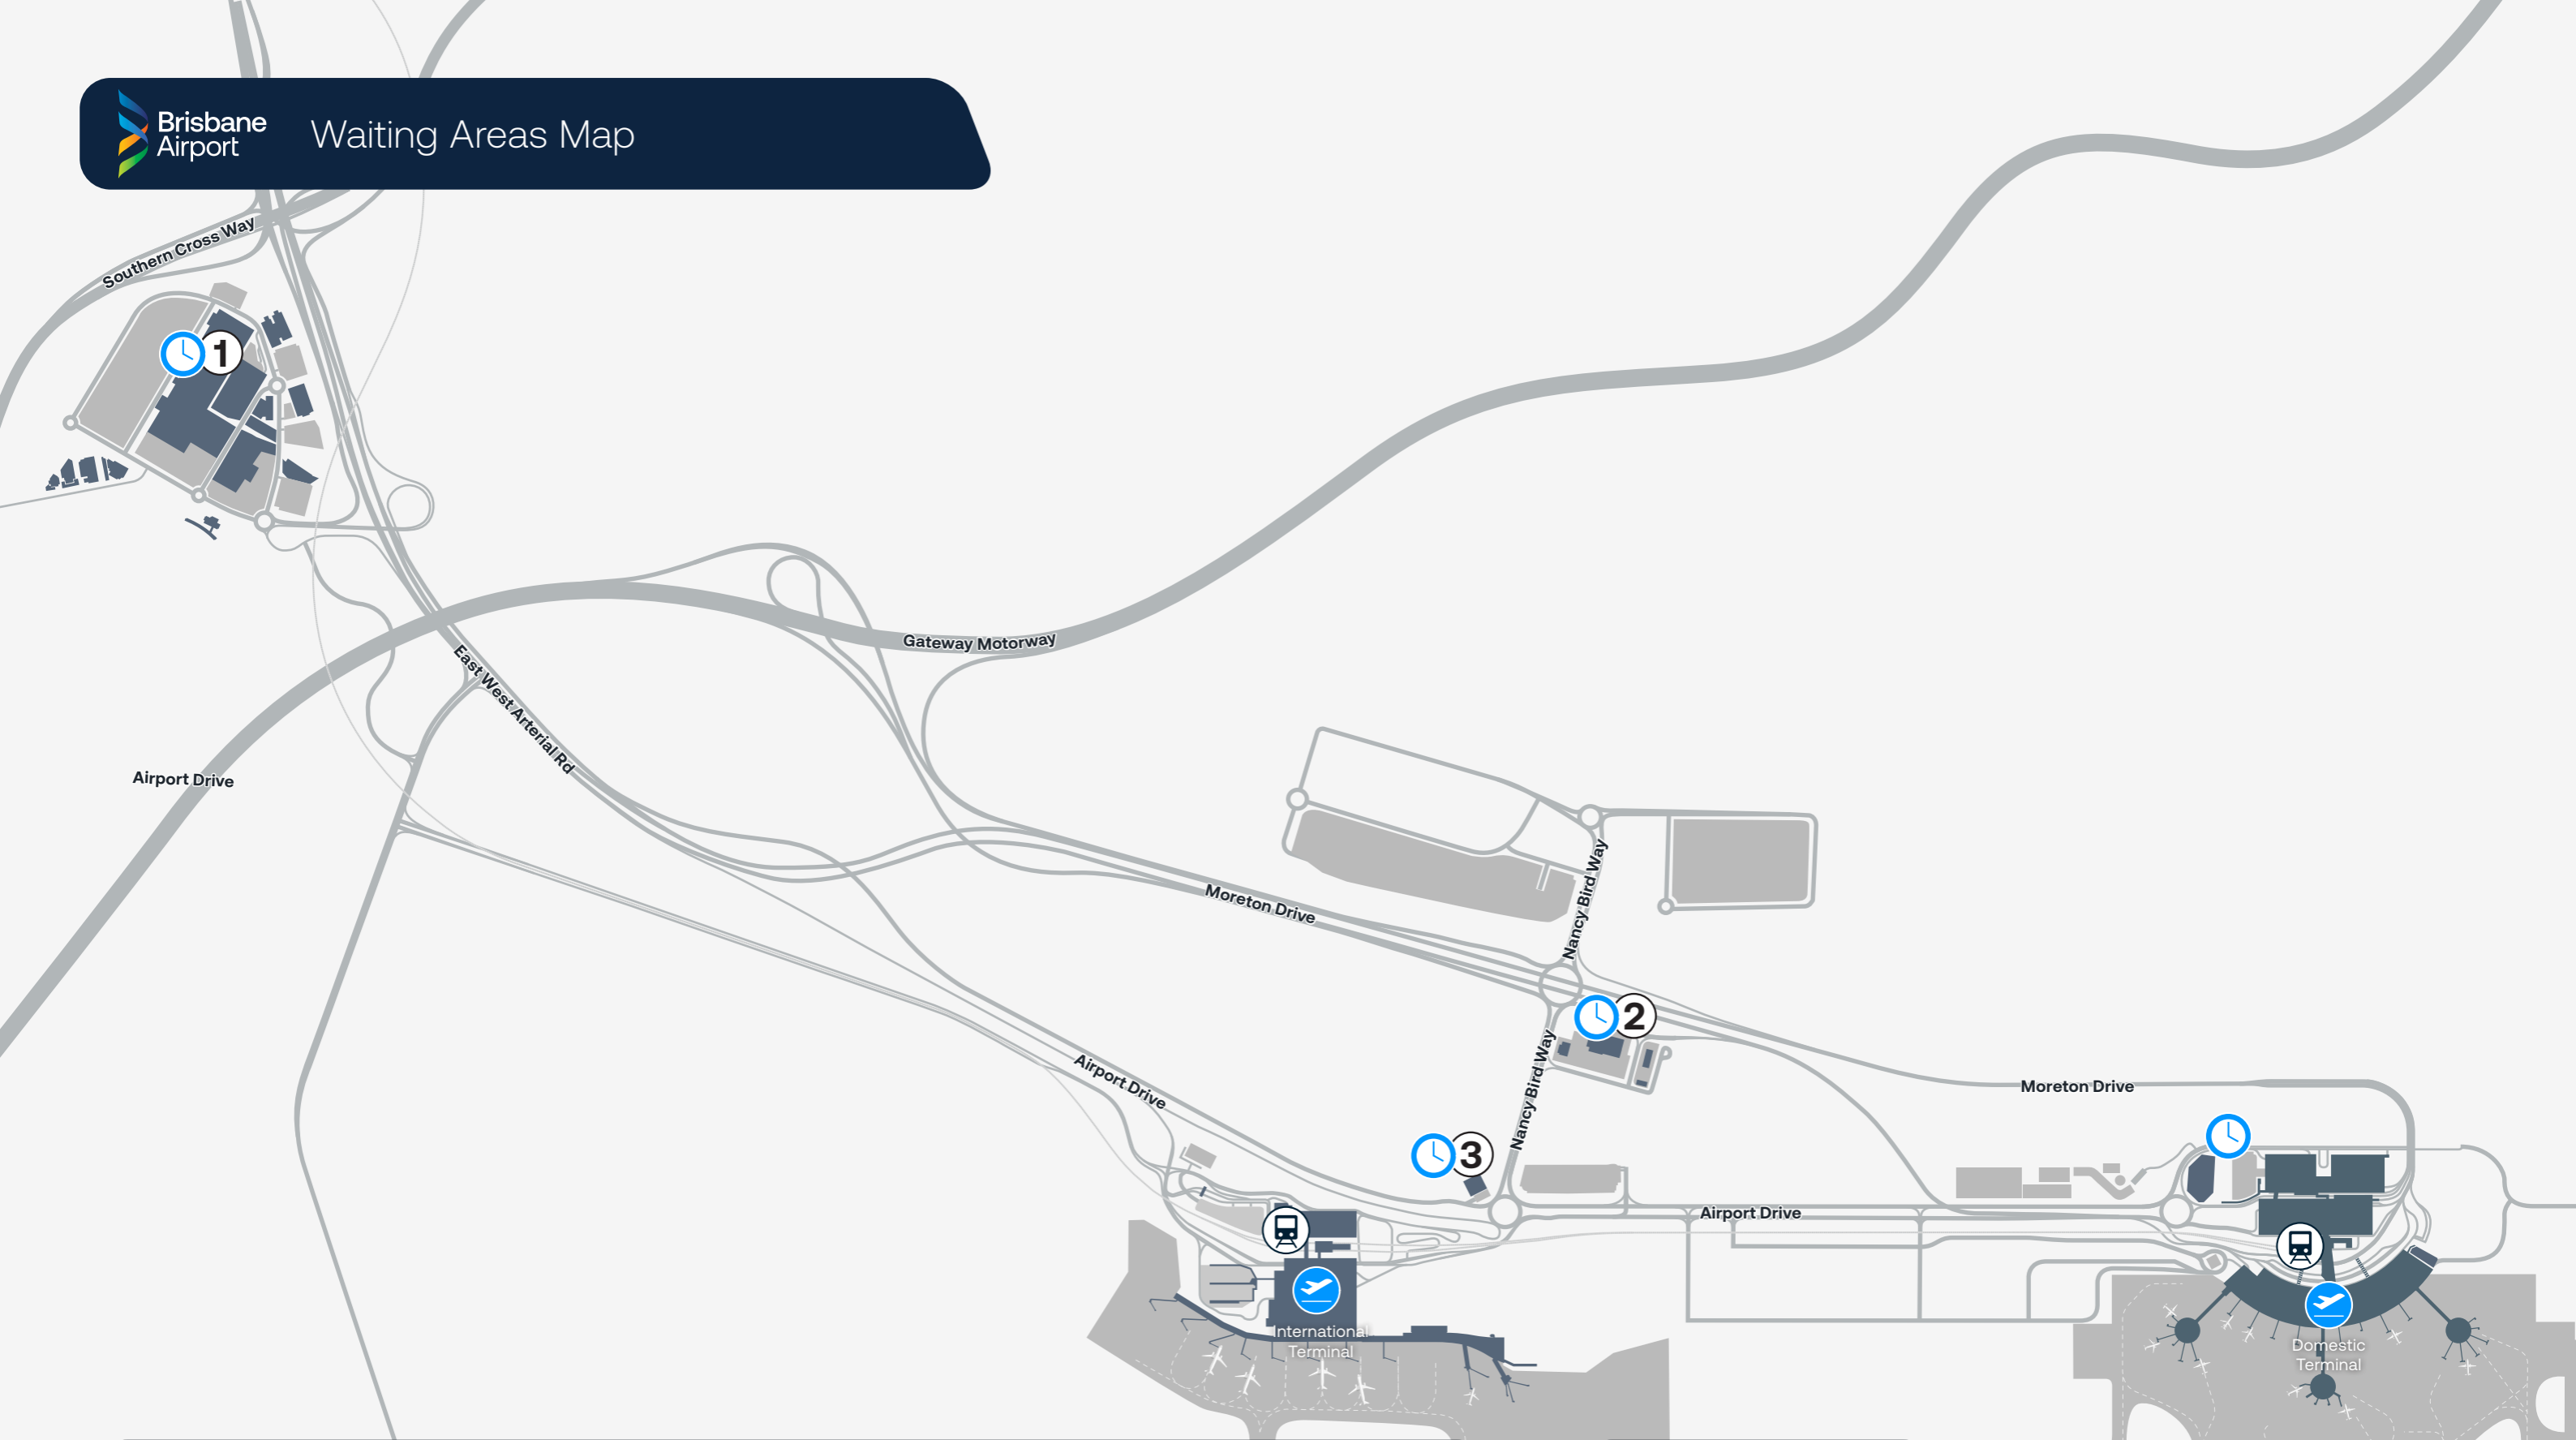 Brisbane
Airport
Waiting Areas Map
Southern Cross Way
1
Gateway Motorway
East West Arterial Rd
Airport Drive
Nancy Bird Way
Moreton Drive
2
Nancy Bird Way
Airport Drive
Moreton Drive
3
Airport Drive
International
Terminal
Domestic
Terminal